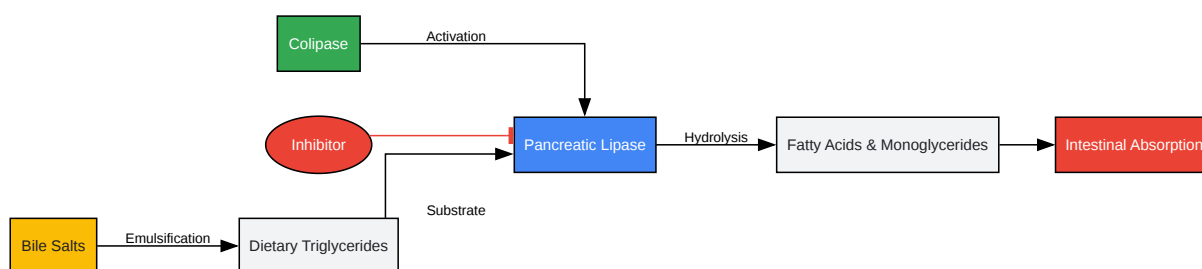 Colipase
Activation
Inhibitor
Pancreatic Lipase
Hydrolysis
Fatty Acids & Monoglycerides
Intestinal Absorption
Substrate
Bile Salts
Emulsification
Dietary Triglycerides